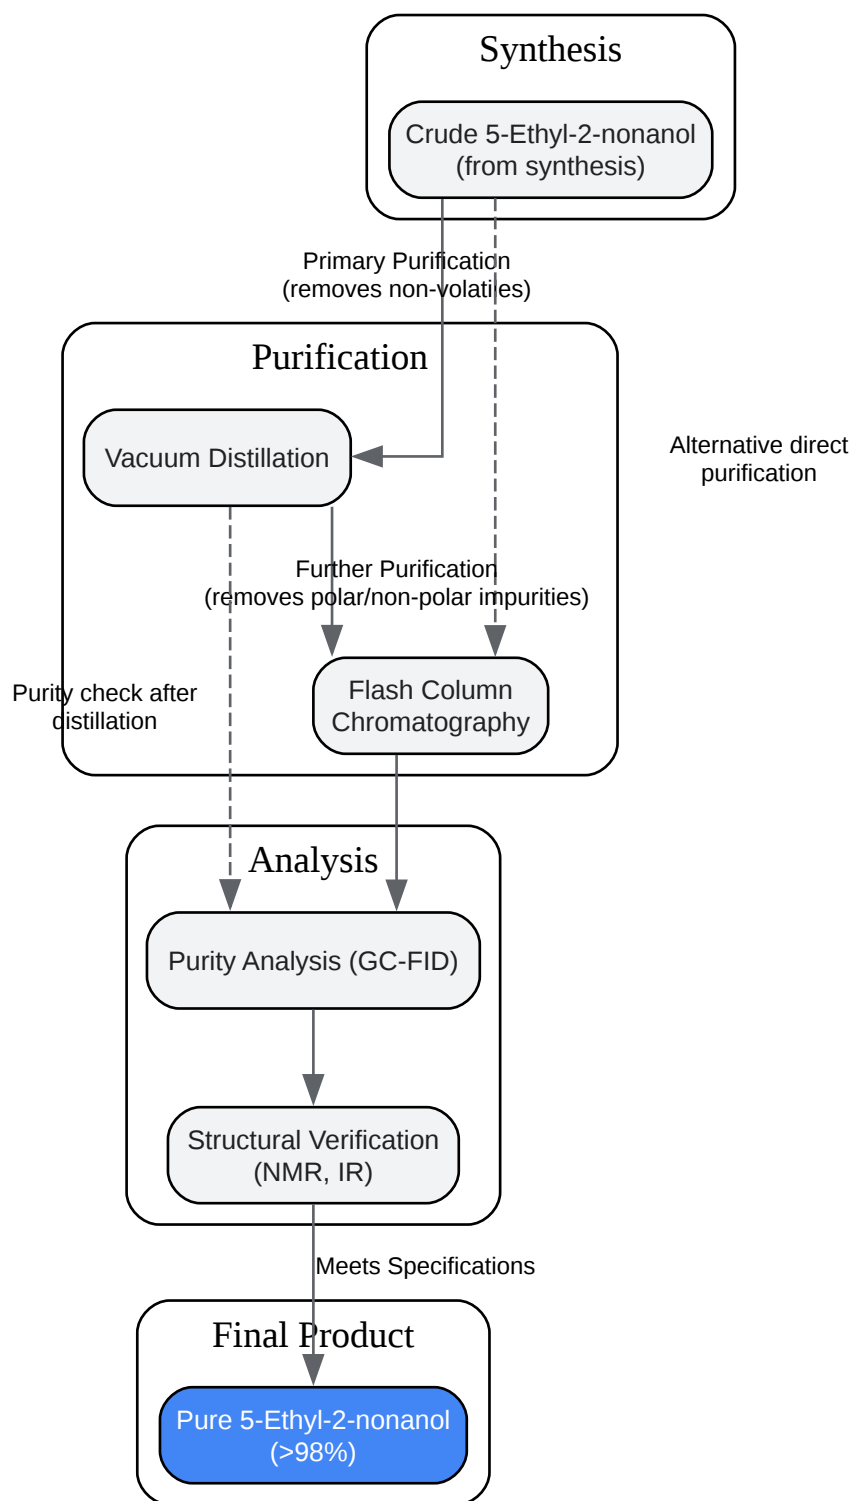 Synthesis
Crude 5-Ethyl-2-nonanol
(from synthesis)
Primary Purification
(removes non-volatiles)
Purification
Vacuum Distillation
Alternative direct
purification
Further Purification
(removes polar/non-polar impurities)
Purity check after
distillation
Flash Column
Chromatography
Analysis
Purity Analysis (GC-FID)
Structural Verification
(NMR, IR)
Meets Specifications
Final Product
Pure 5-Ethyl-2-nonanol
(>98%)